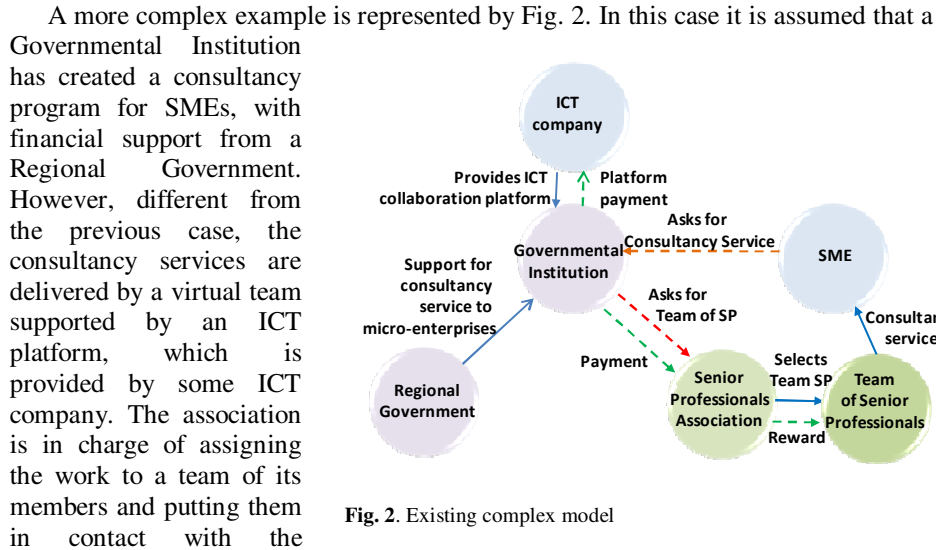 A more complex example is represented by Fig. 2. In this case it is assumed that a
Governmental Institution
has created a consultancy
program for SMEs, with
financial support from a
Regional Government.
However, different from
the previous case, the
consultancy services are
delivered by a virtual team
supported by an ICT
platform, which is
provided by some ICT
company. The association
is in charge of assigning
the work to a team of its
members and putting them
in contact with the
ICT
company
Provides ICT
collaboration platform
Platform
payment
Asks for
Consultancy Service
Governmental
Institution
SME
Support for
consultancy
service to
micro-enterprises
Asks for
Team of SP
Payment
Consultan
service
Regional
Government
Senior
Professionals
Association
Selects
Team SP
Reward
Team
of Senior
Professionals
Fig. 2. Existing complex model